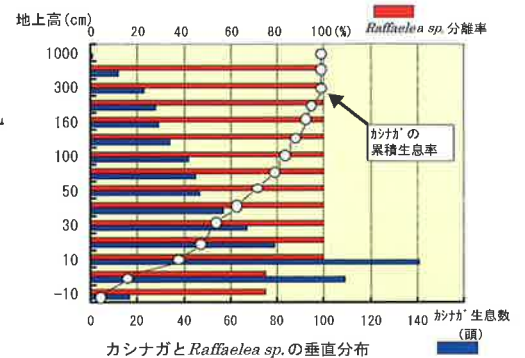 地上高(cm)
0 20 40 60 80 100 (%)
Raffaelea sp. 分離率
1000
300
160
100
50
30
10
-10
カシナガの
累積生息率
0 20 40 60 80 100 120 140 160
カシナガ生息数
(頭)
カシナガとRaffaelea sp.の垂直分布